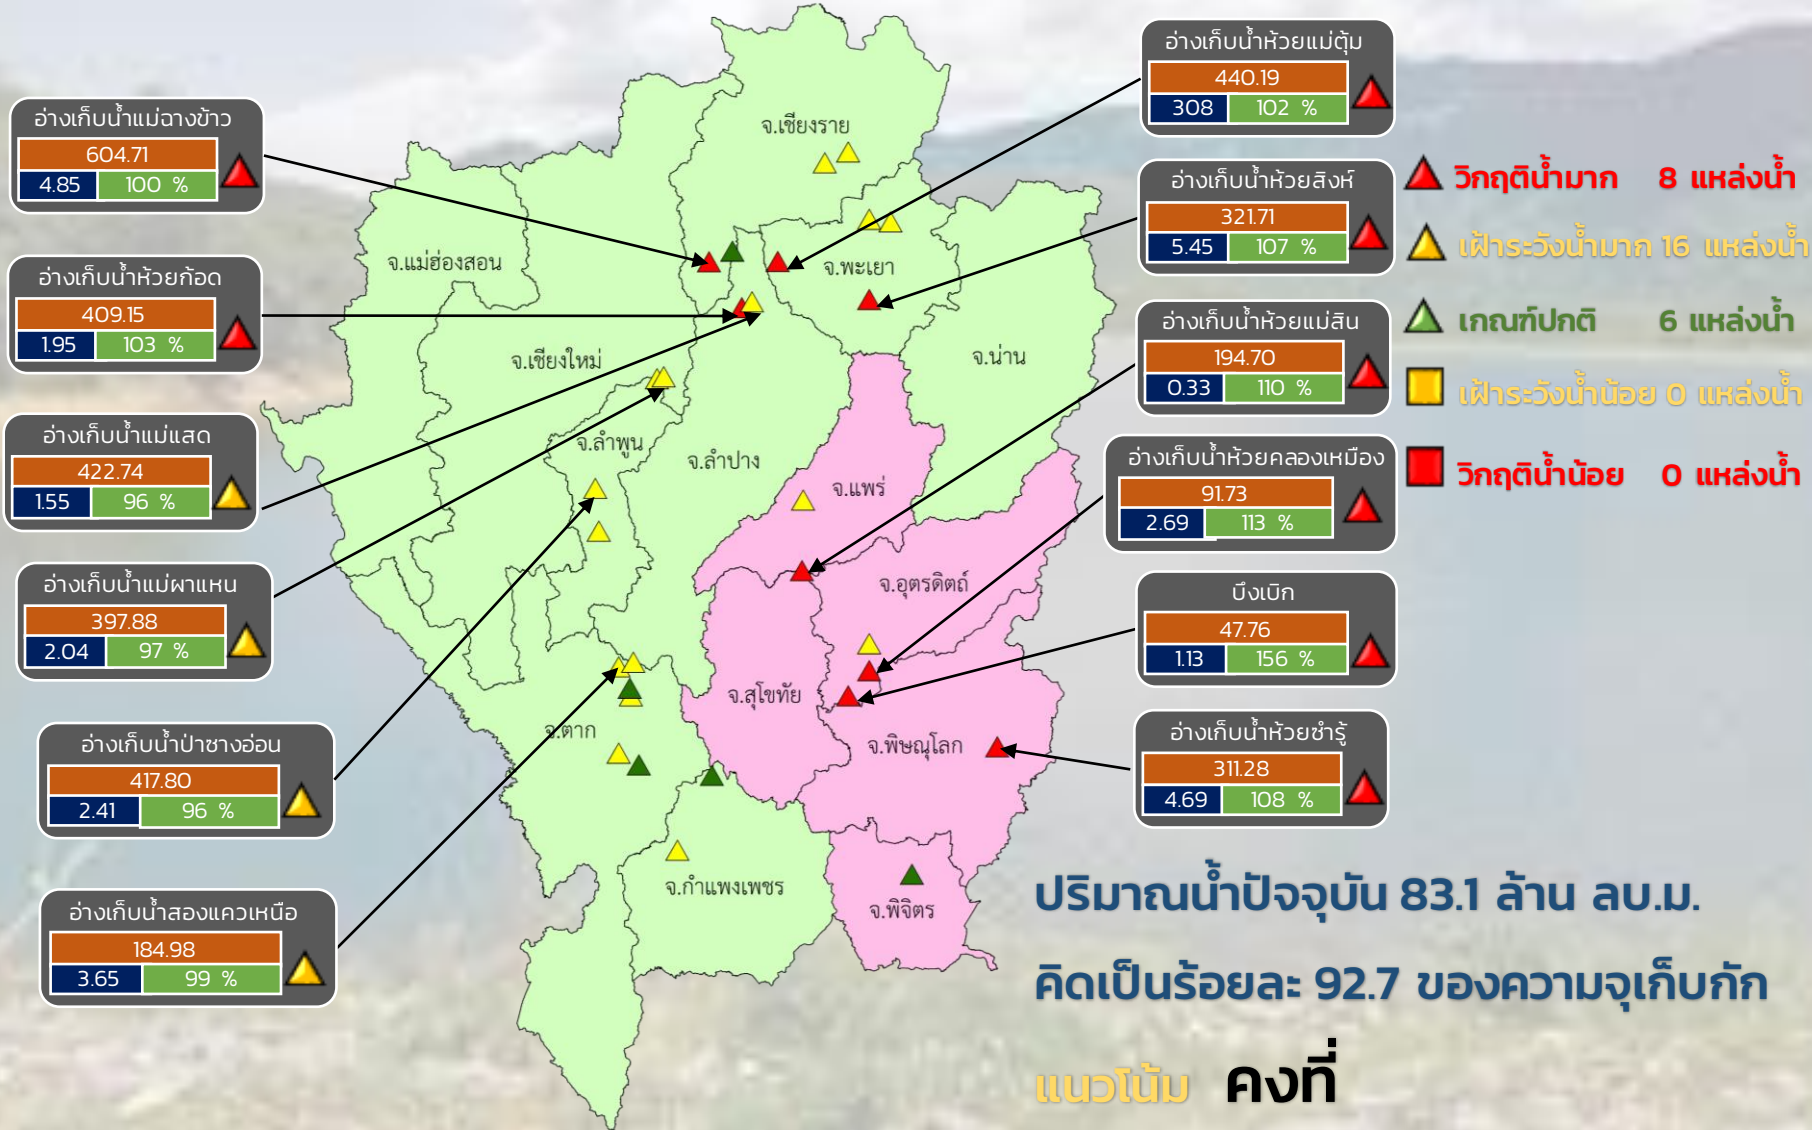 อ่างเก็บน้ำแม่ฉางข้าว
604.71
4.85 100 %
อ่างเก็บน้ำห้วยก้อด
409.15
1.95 103 %
อ่างเก็บน้ำแม่แสด
422.74
1.55 96 %
อ่างเก็บน้ำแม่ผาแหน
397.88
2.04 97 %
อ่างเก็บน้ำป่าซางอ่อน
417.80
2.41 96 %
อ่างเก็บน้ำสองแควเหนือ
184.98
3.65 99 %
จ.เชียงราย
จ.แม่ฮ่องสอน
จ.พะเยา
จ.เชียงใหม่
จ.น่าน
จ.ลำพูน
จ.ลำปาง
จ.แพร่
จ.อุตรดิตถ์
จ.สุโขทัย
จ.ตาก
จ.พิษณุโลก
จ.กำแพงเพชร
จ.พิจิตร
อ่างเก็บน้ำห้วยแม่ตุ้ม
440.19
308 102 %
อ่างเก็บน้ำห้วยสิงห์
321.71
5.45 107 %
อ่างเก็บน้ำห้วยแม่สิน
194.70
0.33 110 %
อ่างเก็บน้ำห้วยคลองเหมือง
91.73
2.69 113 %
บึงเบิก
47.76
1.13 156 %
อ่างเก็บน้ำห้วยซำรู้
311.28
4.69 108 %
วิกฤติน้ำมาก 8 แหล่งน้ำ
เฝ้าระวังน้ำมาก 16 แหล่งน้ำ
เกณฑ์ปกติ 6 แหล่งน้ำ
เฝ้าระวังน้ำน้อย 0 แหล่งน้ำ
วิกฤติน้ำน้อย 0 แหล่งน้ำ
ปริมาณน้ำปัจจุบัน 83.1 ล้าน ลบ.ม.
คิดเป็นร้อยละ 92.7 ของความจุเก็บกัก
แนวโน้ม คงที่